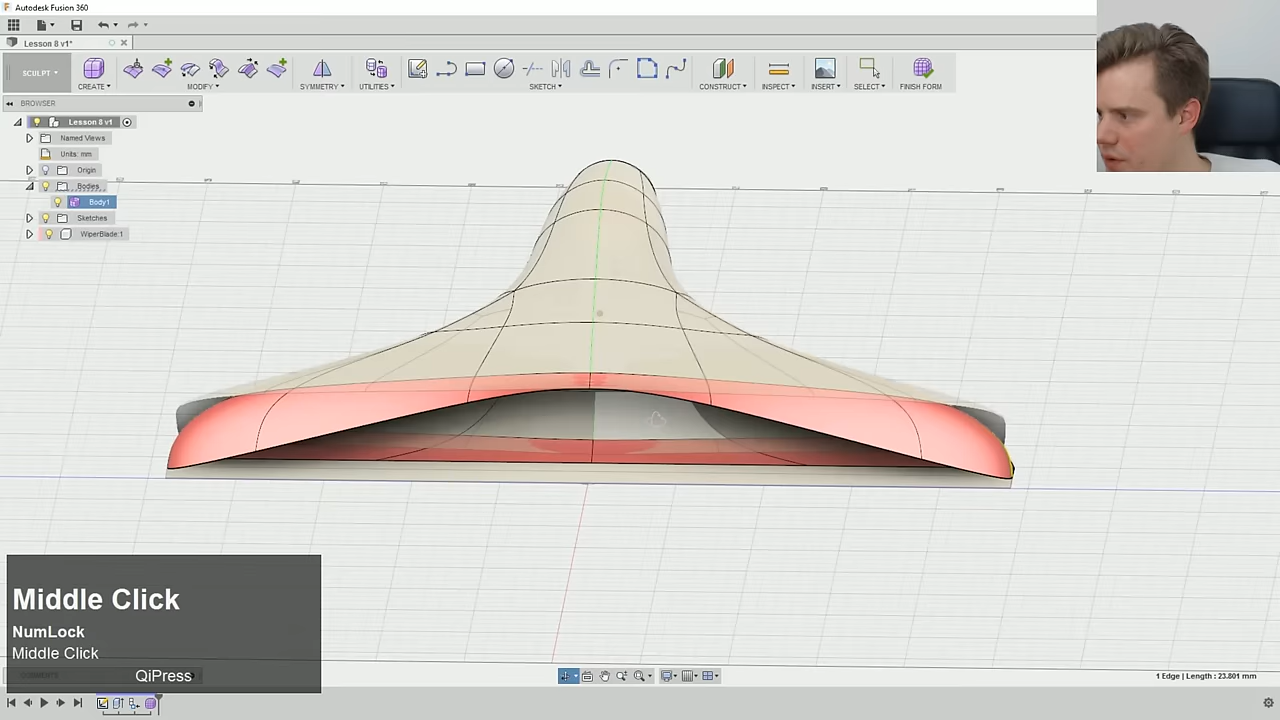 Autodesk Fusion 360
Lesson 8 v1*
SCULPT
CREATE
MODIFY
SYMMETRY
UTILITIES
SKETCH
CONSTRUCT
INSPECT
INSERT
SELECT
FINISH FORM
BROWSER
Lesson 8 v1
Named Views
Units: mm
Origin
Bodies
Body1
Sketches
WiperBlade:1
Middle Click
NumLock
Middle Click
QiPress
1 Edge | Length : 23.801 mm